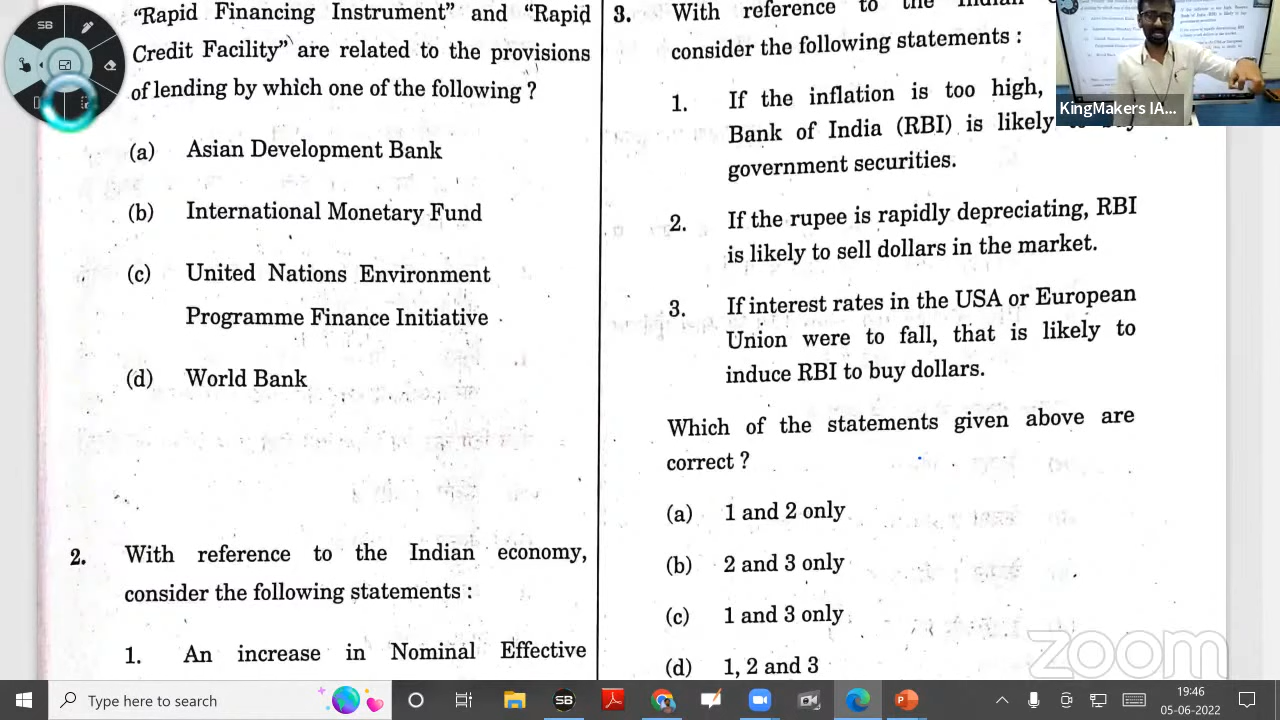 SB
"Rapid Financing Instrument" and "Rapid
Credit Facility" are related to the provisions
of lending by which one of the following ?
(a) Asian Development Bank
(b) International Monetary Fund
(c) United Nations Environment
Programme Finance Initiative
(d) World Bank
2. With reference to the Indian economy,
consider the following statements :
1. An increase in Nominal Effective
3. With reference to the Indian
consider the following statements :
1. If the inflation is too high,
Bank of India (RBI) is likely to buy
government securities.
2. If the rupee is rapidly depreciating, RBI
is likely to sell dollars in the market.
3. If interest rates in the USA or European
Union were to fall, that is likely to
induce RBI to buy dollars.
Which of the statements given above are
correct ?
(a) 1 and 2 only
(b) 2 and 3 only
(c) 1 and 3 only
(d) 1, 2 and 3
KingMakers IA...
zoom
Type here to search
SB
19:46
05-06-2022